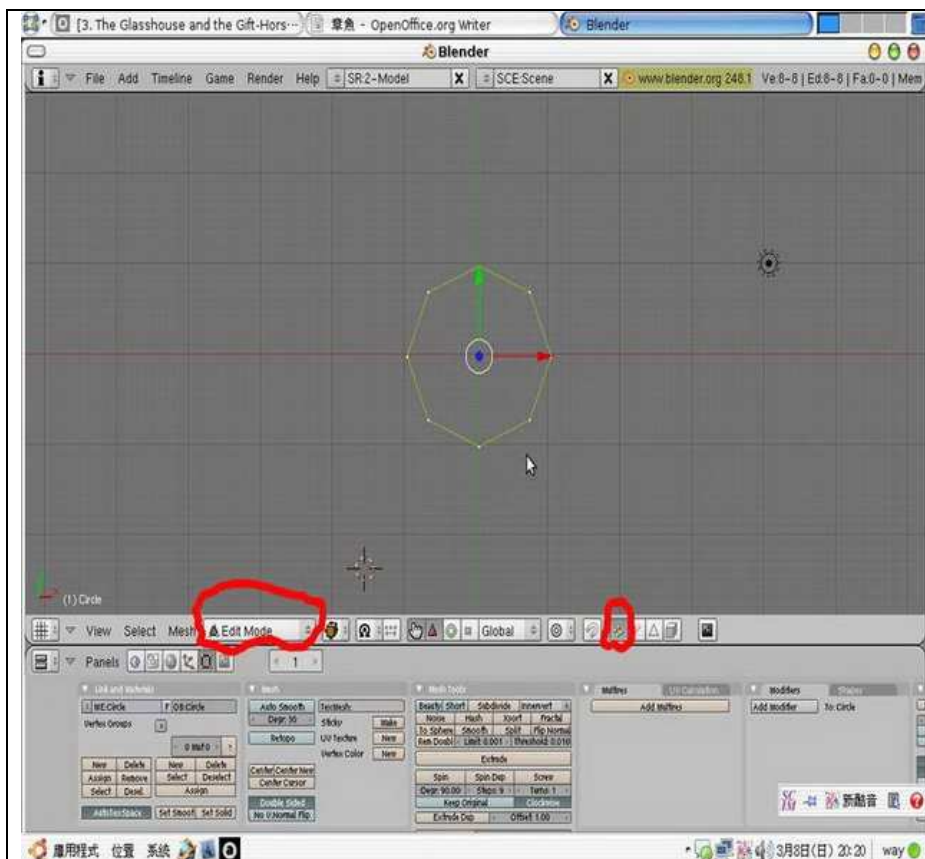 [3. The Glasshouse and the Gift-Hors… 章魚 - OpenOffice.org Writer Blender
Blender
File Add Timeline Game Render Help SR:2-Model X SCE:Scene X www.blender.org 248.1 Ve:8-8 | Ed:8-8 | Fa:0-0 | Mem
(1) Circle
View Select Mesh Edit Mode Global
Panels 1
Link and Materials Mesh Mesh Tools Multires UV Calculation Modifiers Shapes
ME:Circle F OB:Circle Auto Smooth TexMesh: Beauty Short Subdivide Innervert Add Multires Add Modifier To: Circle
Vertex Groups Degr: 30 Sticky Make Noise Hash Xsort Fractal
Retopo UV Texture New To Sphere Smooth Split Flip Normal
0 Mat 0 Vertex Color New Rem Doubl Limit: 0.001 Threshold: 0.010
Extrude
New Delete New Delete Center Center New Spin Spin Dup Screw
Assign Remove Select Deselect Center Cursor Degr: 90.00 Steps: 9 Turns: 1
Select Desel. Assign Double Sided Keep Original Clockwise
AutoTexSpace Set Smooth Set Solid No V.Normal Flip Extrude Dup Offset: 1.00
新酷音
應用程式 位置 系統 3月8日(日) 20:20 way